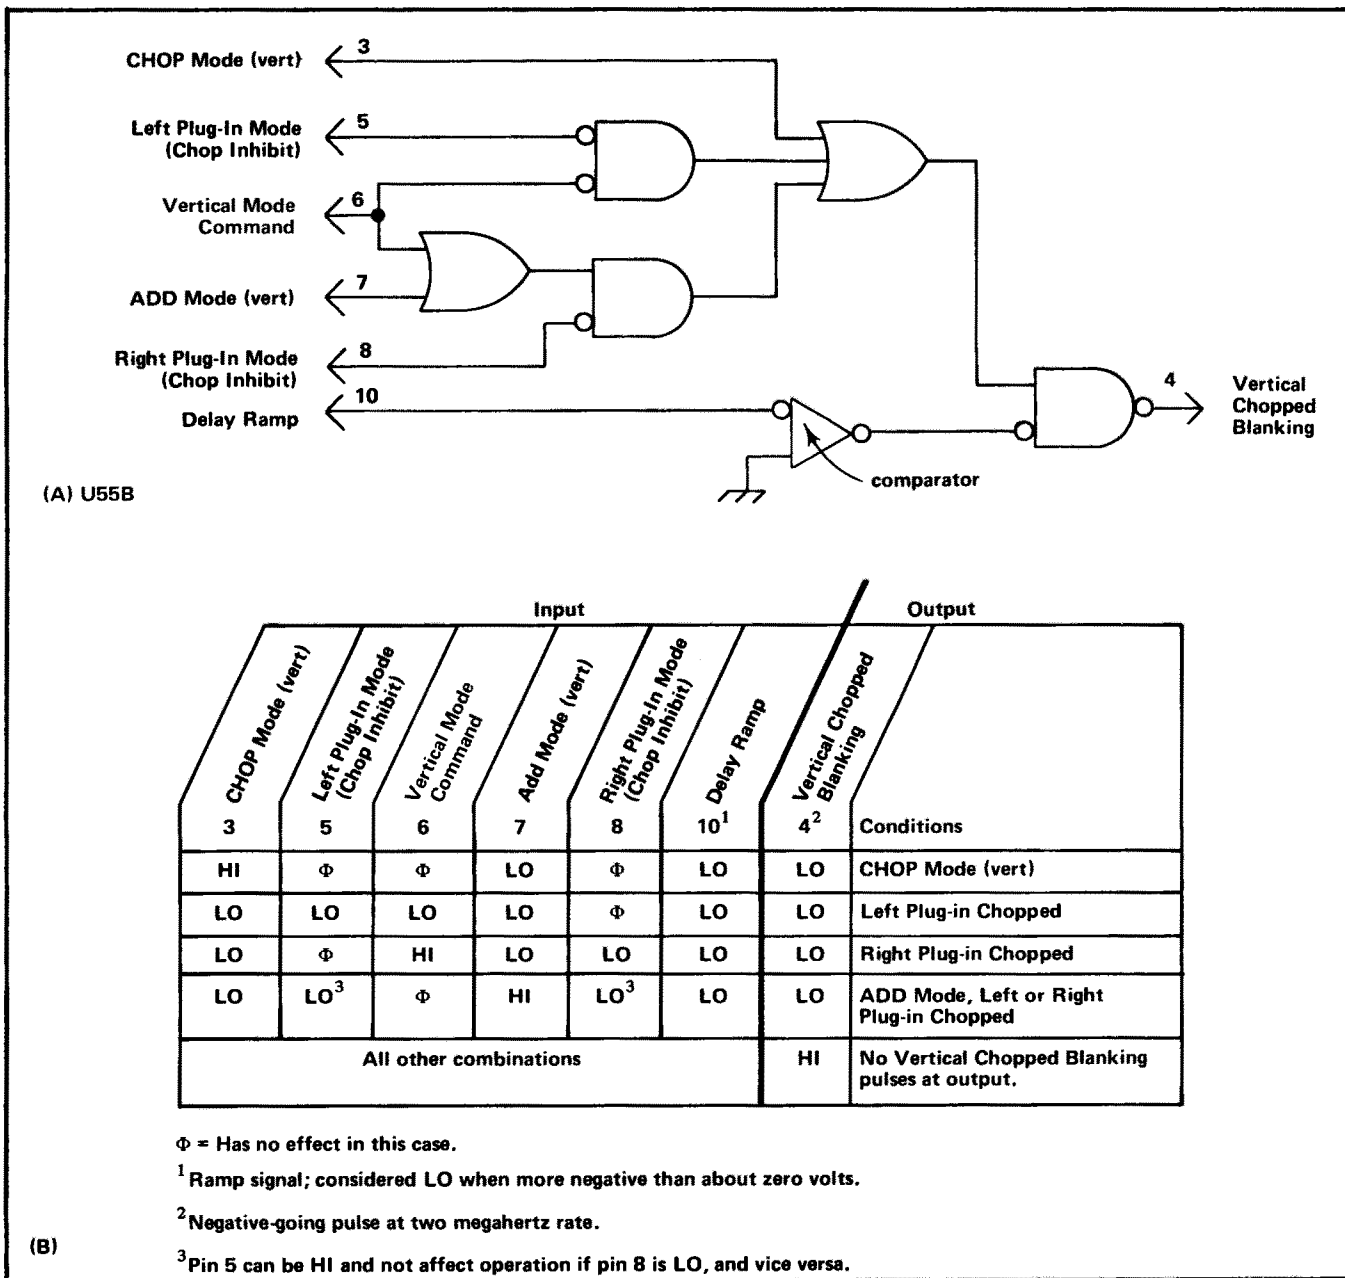 CHOP Mode (vert)
3
Left Plug-In Mode
(Chop Inhibit)
5
Vertical Mode
Command
6
ADD Mode (vert)
7
Right Plug-In Mode
(Chop Inhibit)
8
Delay Ramp
10
4
Vertical
Chopped
Blanking
comparator
(A) U55B
Input
Output
CHOP Mode (vert)
Left Plug-In Mode
(Chop Inhibit)
Vertical Mode
Command
Add Mode (vert)
Right Plug-In Mode
(Chop Inhibit)
Delay Ramp
Vertical Chopped
Blanking
3 5 6 7 8 10¹ 4² Conditions
HI Φ Φ LO Φ LO LO CHOP Mode (vert)
LO LO LO LO Φ LO LO Left Plug-in Chopped
LO Φ HI LO LO LO LO Right Plug-in Chopped
LO LO³ Φ HI LO³ LO LO ADD Mode, Left or Right
Plug-in Chopped
All other combinations HI No Vertical Chopped Blanking
pulses at output.
Φ = Has no effect in this case.
¹Ramp signal; considered LO when more negative than about zero volts.
²Negative-going pulse at two megahertz rate.
³Pin 5 can be HI and not affect operation if pin 8 is LO, and vice versa.
(B)